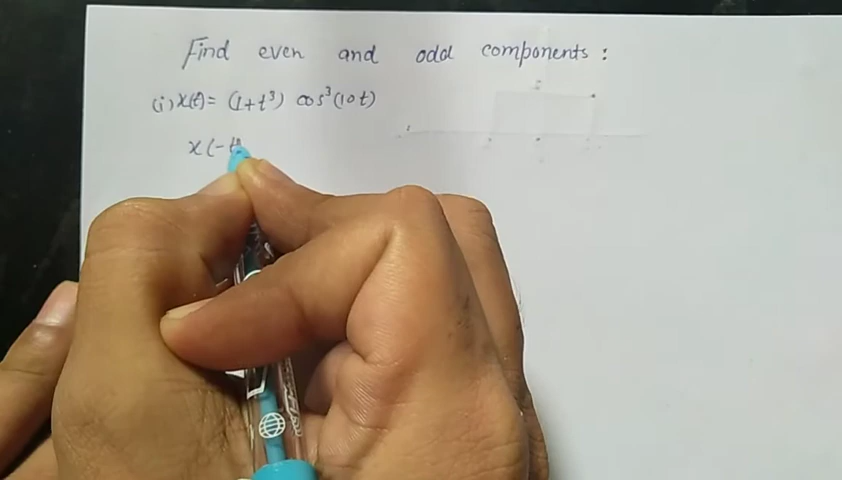 Find even and odd components :
(i) x(t) = (1+t³) cos³(10t)
x(-t)